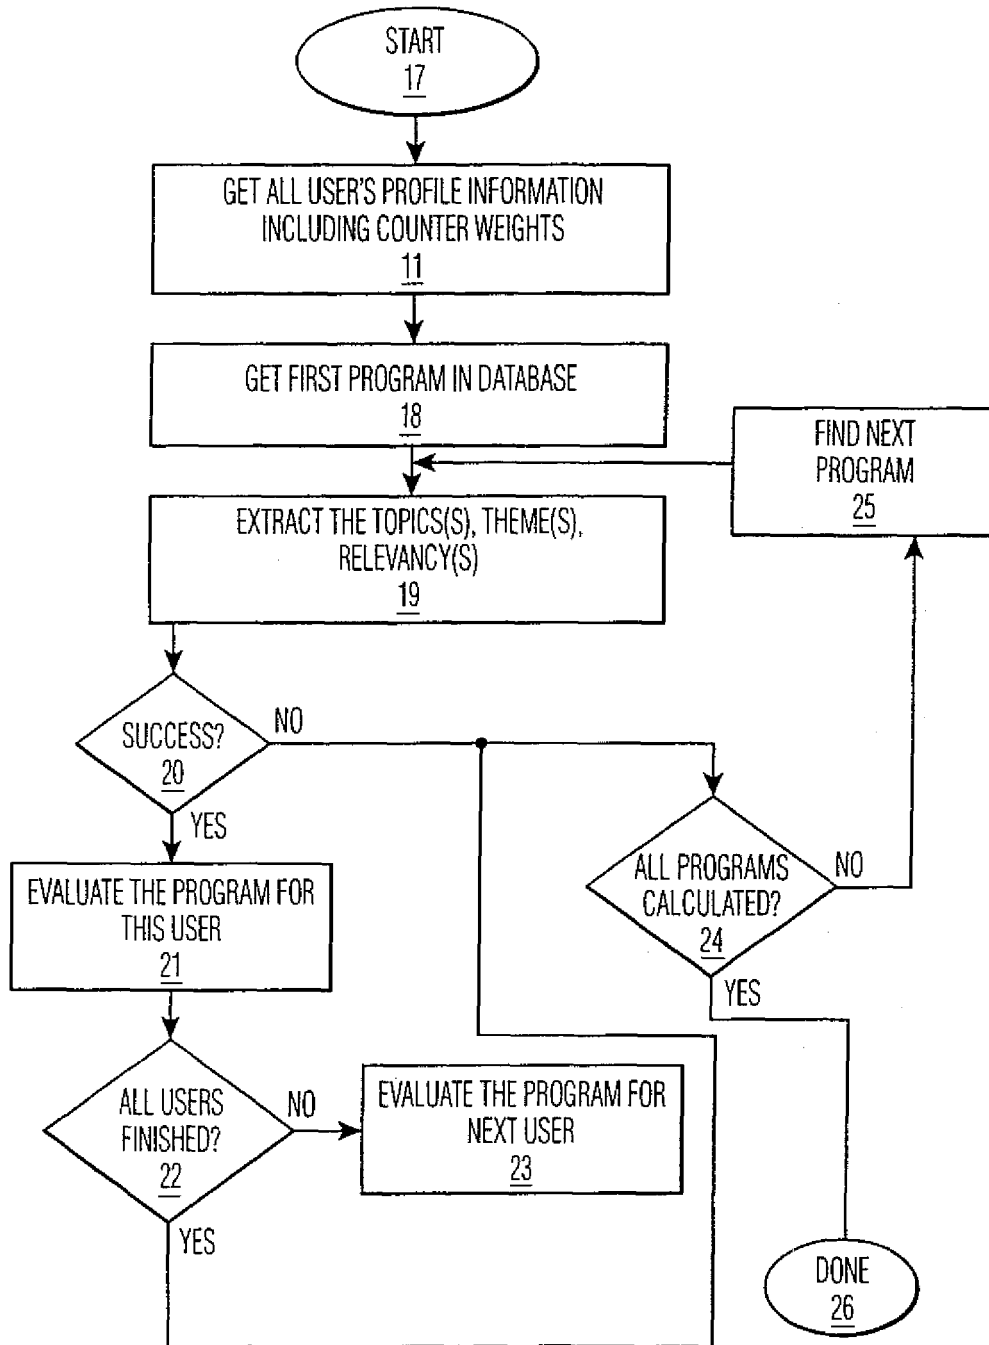 START
17
GET ALL USER'S PROFILE INFORMATION
INCLUDING COUNTER WEIGHTS
11
GET FIRST PROGRAM IN DATABASE
18
FIND NEXT
PROGRAM
25
EXTRACT THE TOPICS(S), THEME(S),
RELEVANCY(S)
19
SUCCESS?
20
NO
YES
ALL PROGRAMS
CALCULATED?
24
NO
YES
EVALUATE THE PROGRAM FOR
THIS USER
21
ALL USERS
FINISHED?
22
NO
YES
EVALUATE THE PROGRAM FOR
NEXT USER
23
DONE
26